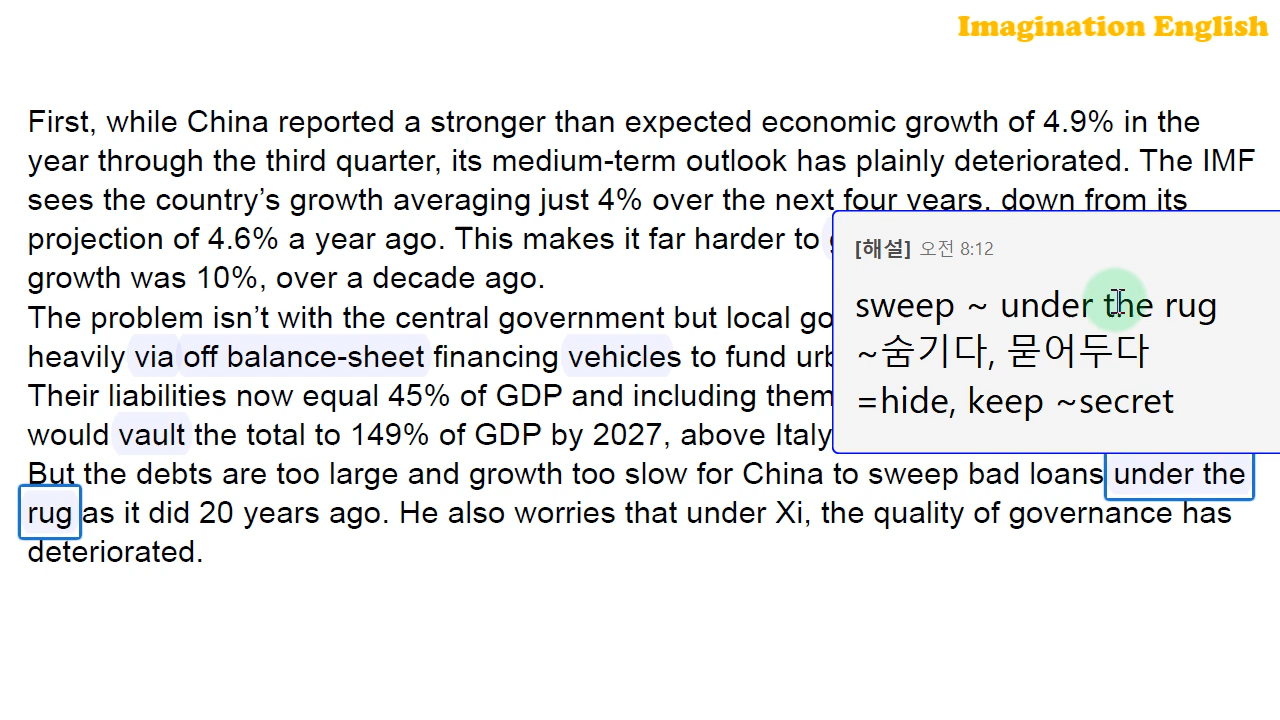 Imagination English
First, while China reported a stronger than expected economic growth of 4.9% in the
year through the third quarter, its medium-term outlook has plainly deteriorated. The IMF
sees the country’s growth averaging just 4% over the next four years, down from its
projection of 4.6% a year ago. This makes it far harder to
growth was 10%, over a decade ago.
The problem isn’t with the central government but local go
heavily via off balance-sheet financing vehicles to fund urb
Their liabilities now equal 45% of GDP and including them
would vault the total to 149% of GDP by 2027, above Italy
But the debts are too large and growth too slow for China to sweep bad loans under the
rug as it did 20 years ago. He also worries that under Xi, the quality of governance has
deteriorated.
[해설] 오전 8:12
sweep ~ under the rug
~숨기다, 묻어두다
=hide, keep ~secret